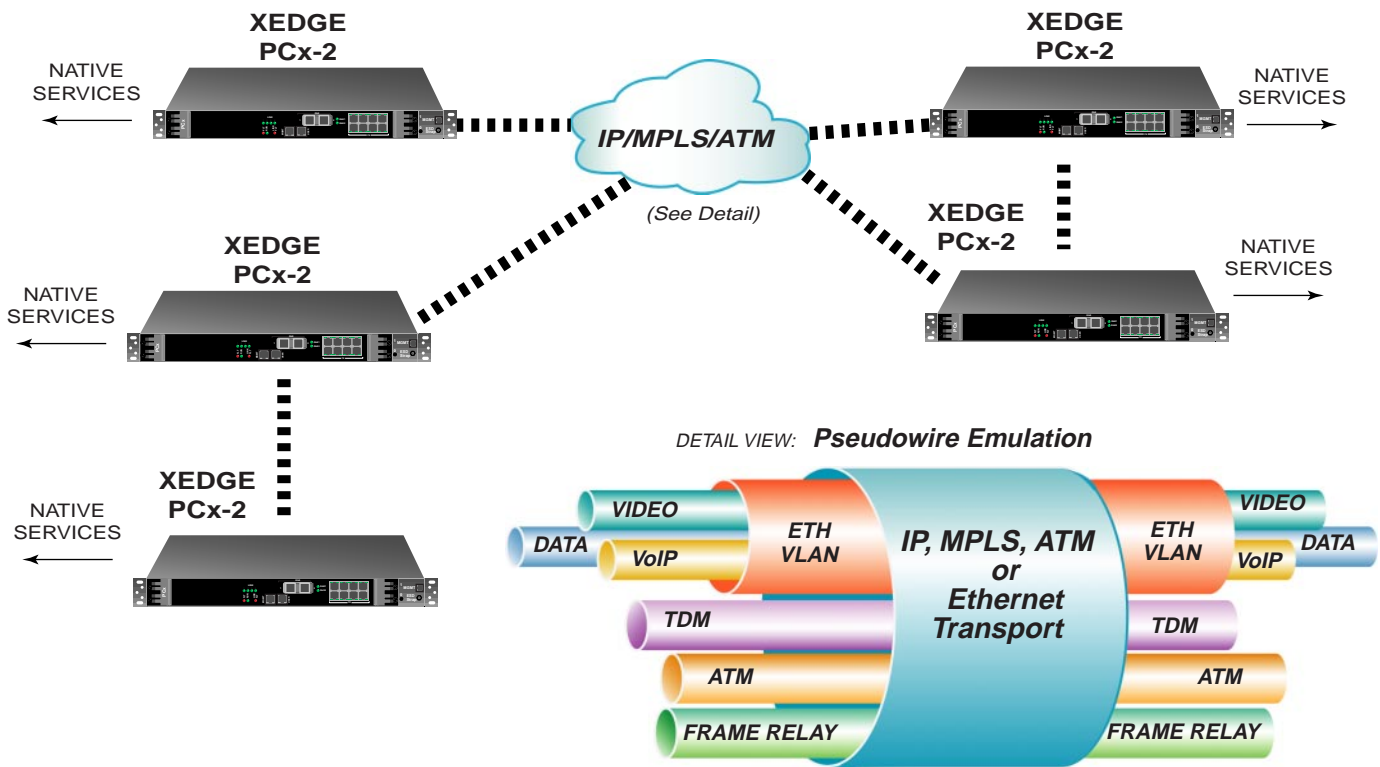 XEDGE
PCx-2
NATIVE
SERVICES
IP/MPLS/ATM
(See Detail)
XEDGE
PCx-2
NATIVE
SERVICES
XEDGE
PCx-2
NATIVE
SERVICES
XEDGE
PCx-2
NATIVE
SERVICES
XEDGE
PCx-2
NATIVE
SERVICES
DETAIL VIEW: Pseudowire Emulation
VIDEO
DATA
VoIP
ETH
VLAN
TDM
ATM
FRAME RELAY
IP, MPLS, ATM
or
Ethernet
Transport
ETH
VLAN
VIDEO
DATA
VoIP
TDM
ATM
FRAME RELAY